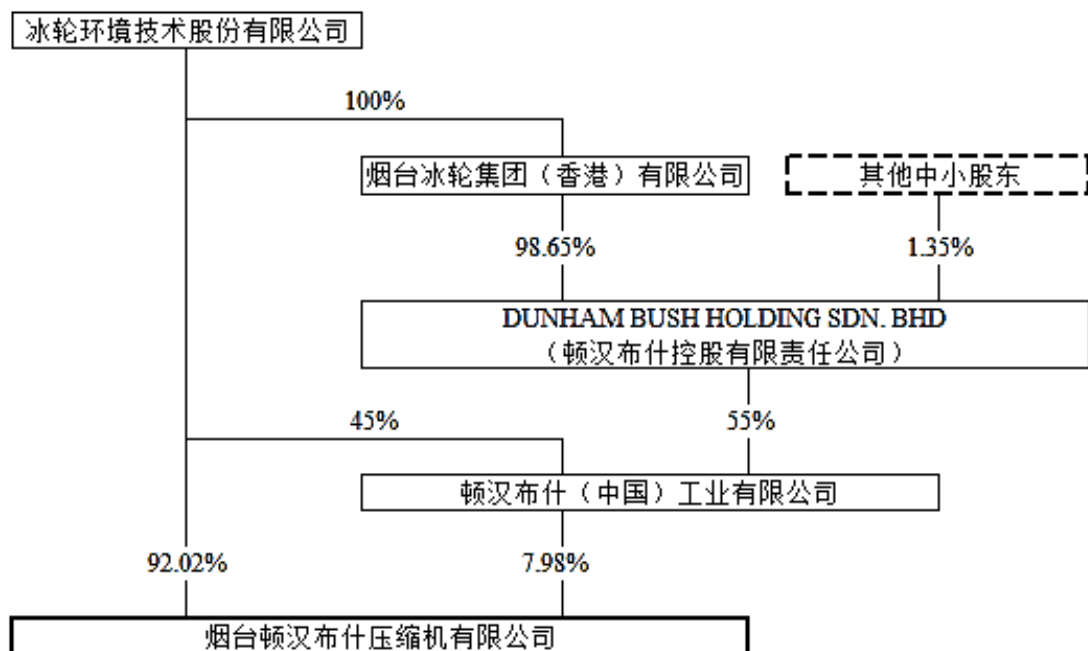 冰轮环境技术股份有限公司
100%
烟台冰轮集团（香港）有限公司
其他中小股东
98.65%
1.35%
DUNHAM BUSH HOLDING SDN. BHD
（顿汉布什控股有限责任公司）
45%
55%
顿汉布什（中国）工业有限公司
92.02%
7.98%
烟台顿汉布什压缩机有限公司